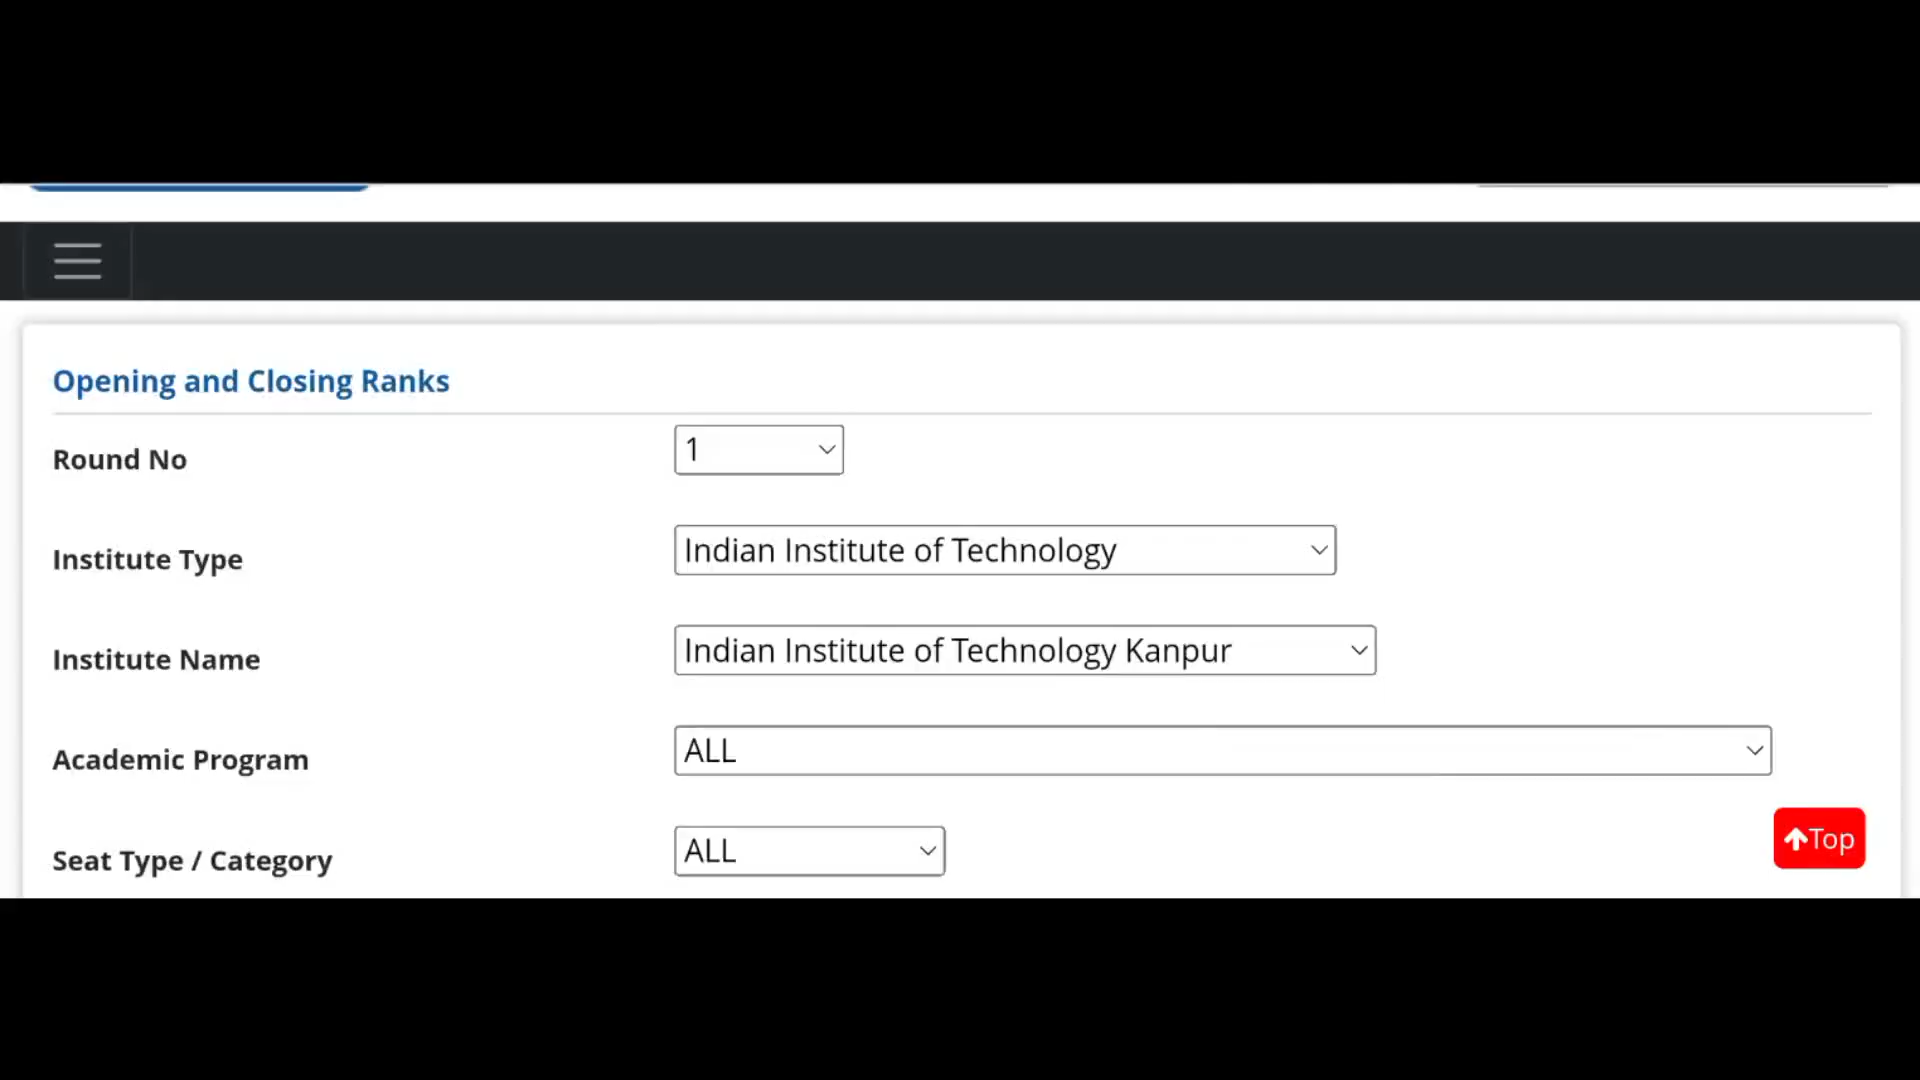 Opening and Closing Ranks
Round No 1
Institute Type Indian Institute of Technology
Institute Name Indian Institute of Technology Kanpur
Academic Program ALL
Seat Type / Category ALL
Top